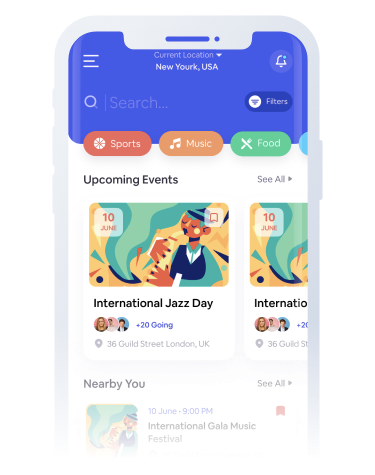 Current Location
New Yourk, USA
Search...
Filters
Sports
Music
Food
Upcoming Events
See All
10
JUNE
10
JUNE
International Jazz Day
Internatio
+20 Going
+20
36 Guild Street London, UK
36 Guild St
Nearby You
See All
10 June - 9:00 PM
International Gala Music
Festival